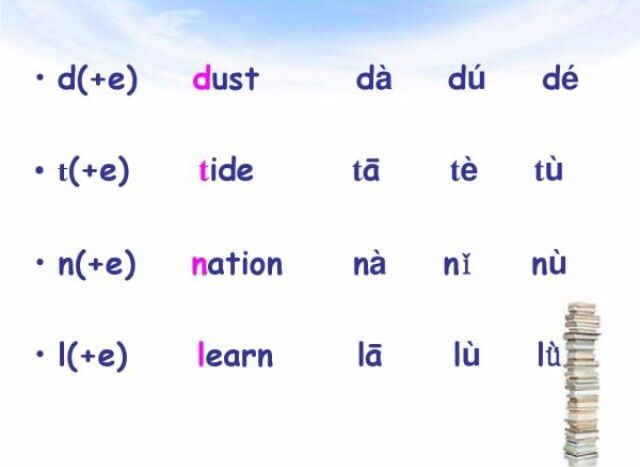 • d(+e) dust dà dú dé
• t(+e) tide tā tè tù
• n(+e) nation nà nǐ nù
• l(+e) learn lā lù lǜ